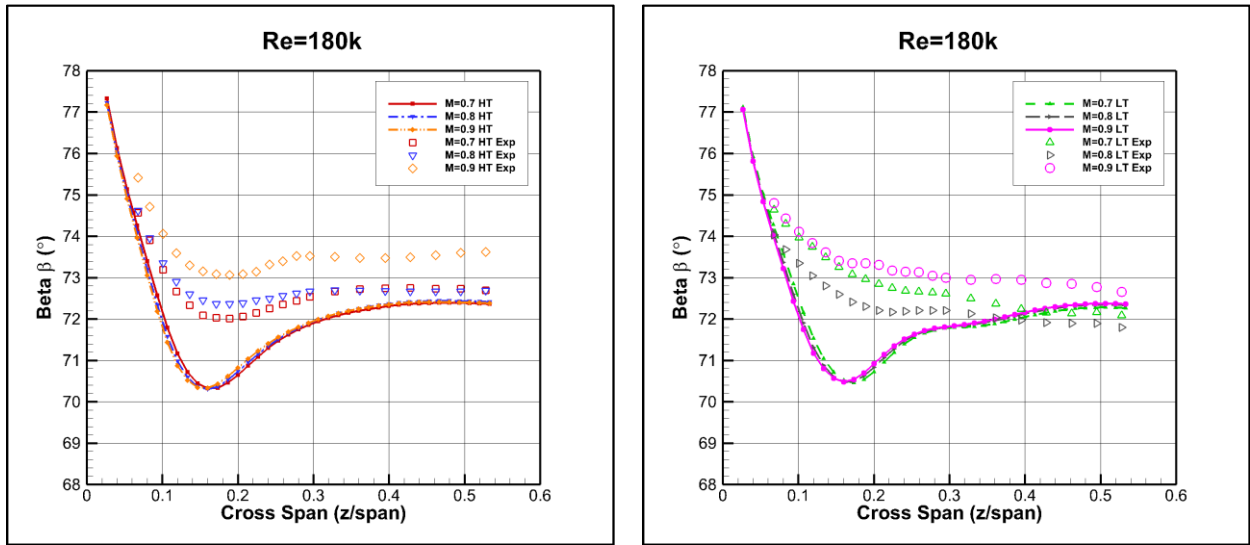 Re=180k
78
77
76
75
74
73
72
71
70
69
68
Beta β (°)
M=0.7 HT
M=0.8 HT
M=0.9 HT
M=0.7 HT Exp
M=0.8 HT Exp
M=0.9 HT Exp
0 0.1 0.2 0.3 0.4 0.5 0.6
Cross Span (z/span)
Re=180k
78
77
76
75
74
73
72
71
70
69
68
Beta β (°)
M=0.7 LT
M=0.8 LT
M=0.9 LT
M=0.7 LT Exp
M=0.8 LT Exp
M=0.9 LT Exp
0 0.1 0.2 0.3 0.4 0.5 0.6
Cross Span (z/span)